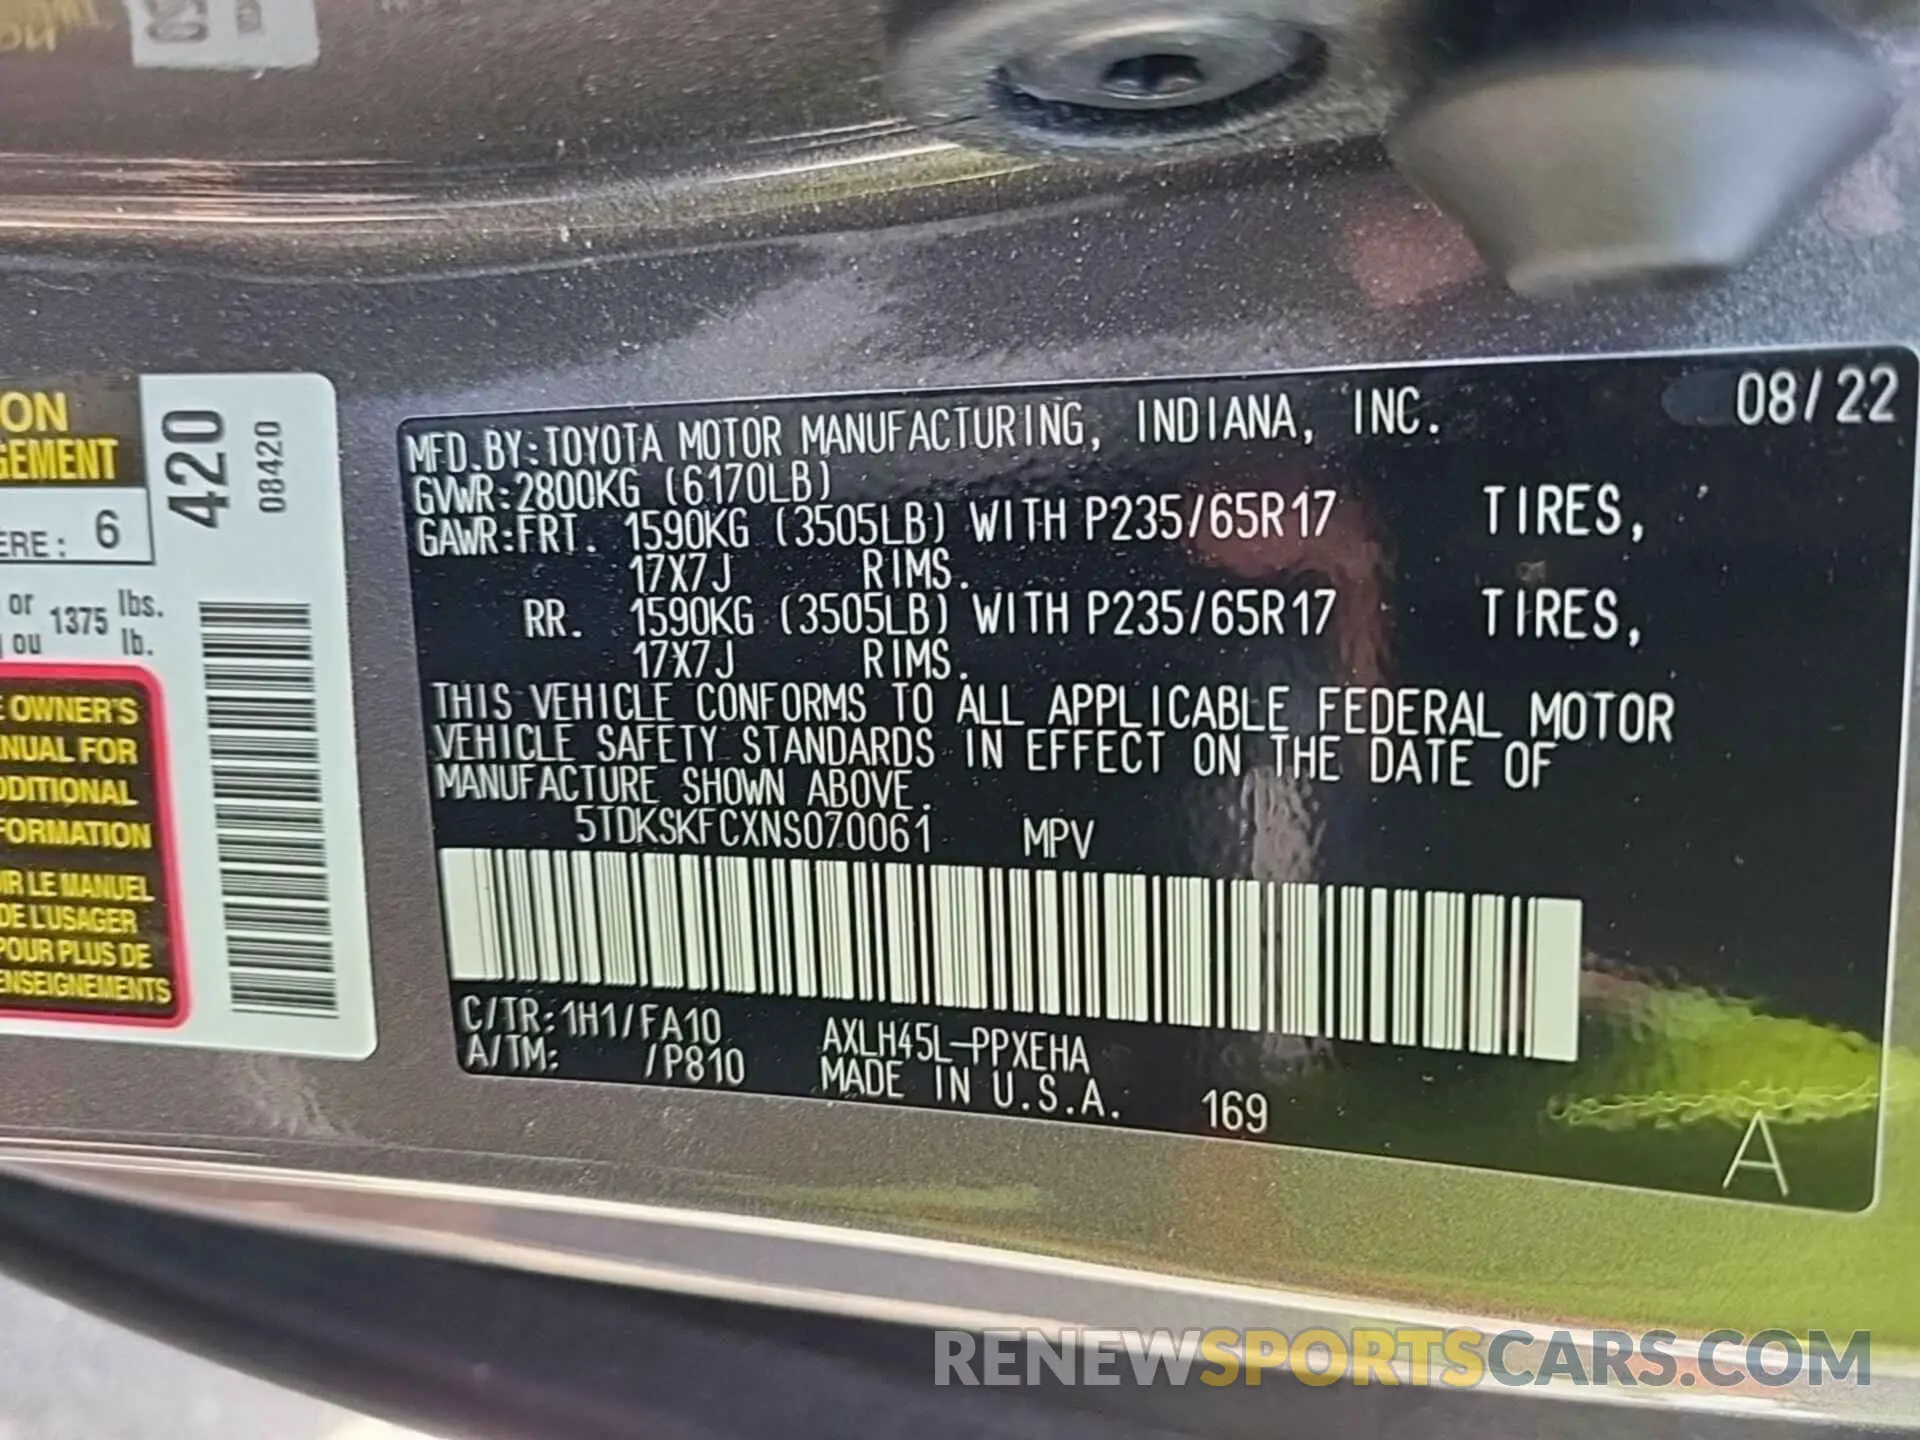 ON
GEMENT
ERE: 6
or 1375 lbs.
ou lb.
OWNER'S
NUAL FOR
DDITIONAL
FORMATION
IR LE MANUEL
DE L'USAGER
POUR PLUS DE
ENSEIGNEMENTS
420
08420
08/22
MFD.BY:TOYOTA MOTOR MANUFACTURING, INDIANA, INC.
GVWR:2800KG (6170LB)
GAWR:FRT. 1590KG (3505LB) WITH P235/65R17 TIRES,
17X7J RIMS.
RR. 1590KG (3505LB) WITH P235/65R17 TIRES,
17X7J RIMS.
THIS VEHICLE CONFORMS TO ALL APPLICABLE FEDERAL MOTOR
VEHICLE SAFETY STANDARDS IN EFFECT ON THE DATE OF
MANUFACTURE SHOWN ABOVE.
5TDKSKFCXNS070061 MPV
C/TR:1H1/FA10 AXLH45L-PPXEHA
A/TM: /P810 MADE IN U.S.A. 169
A
RENEWSPORTSCARS.COM